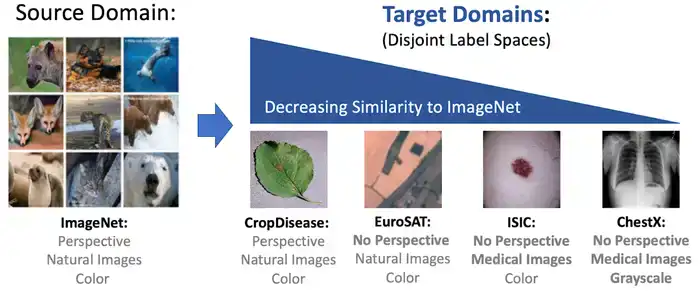 Source Domain:
Target Domains:
(Disjoint Label Spaces)
Decreasing Similarity to ImageNet
ImageNet:
Perspective
Natural Images
Color
CropDisease:
Perspective
Natural Images
Color
EuroSAT:
No Perspective
Natural Images
Color
ISIC:
No Perspective
Medical Images
Color
ChestX:
No Perspective
Medical Images
Grayscale